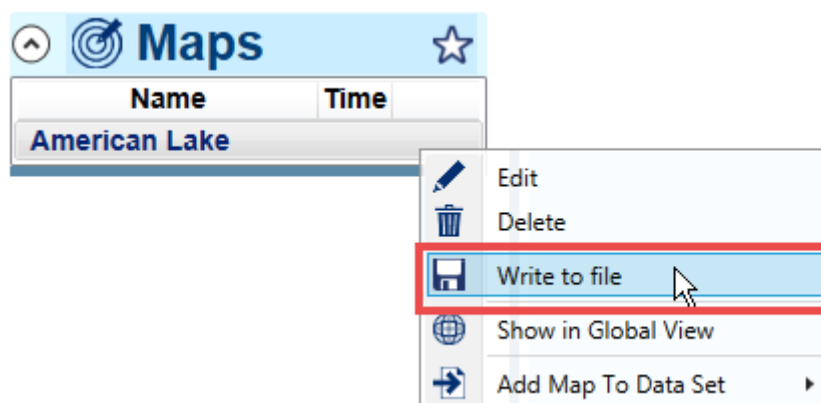 Maps
Name Time
American Lake
Edit
Delete
Write to file
Show in Global View
Add Map To Data Set